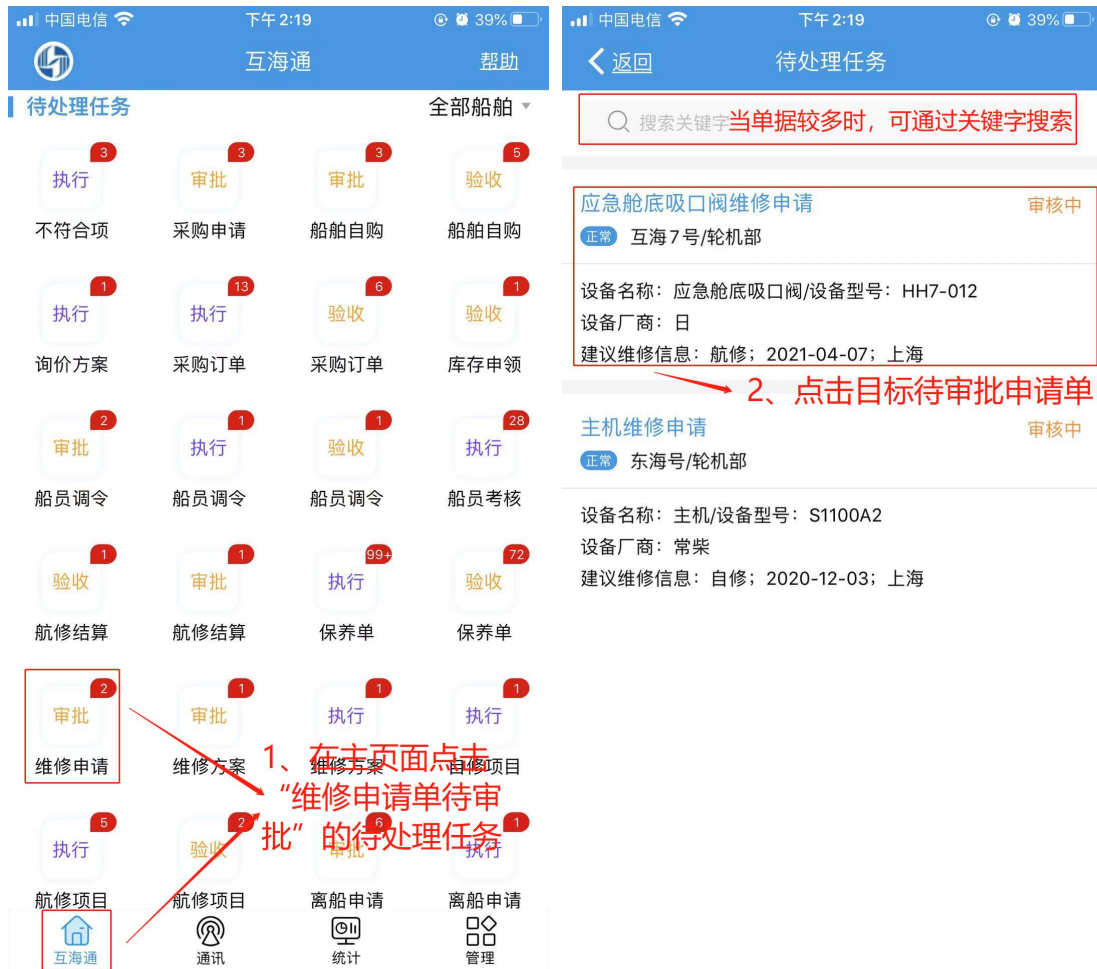 中国电信 下午2:19 39%
互海通 帮助
待处理任务 全部船舶
3 3 3 5
执行 审批 审批 验收
不符合项 采购申请 船舶自购 船舶自购
1 13 6 1
执行 执行 验收 验收
询价方案 采购订单 采购订单 库存申领
2 1 1 28
审批 执行 验收 执行
船员调令 船员调令 船员调令 船员考核
1 1 99+ 72
验收 审批 执行 验收
航修结算 航修结算 保养单 保养单
2 1 1 1
审批 审批 执行 执行
维修申请 维修方案 维修方案 自修项目
1、在主页面点击
“维修申请单待审
批”的待处理任务
5 2 6 1
执行 验收 审批 执行
航修项目 航修项目 离船申请 离船申请
互海通 通讯 统计 管理
中国电信 下午2:19 39%
返回 待处理任务
搜索关键字
当单据较多时，可通过关键字搜索
应急舱底吸口阀维修申请 审核中
正常 互海7号/轮机部
设备名称：应急舱底吸口阀/设备型号：HH7-012
设备厂商：日
建议维修信息：航修；2021-04-07；上海
2、点击目标待审批申请单
主机维修申请 审核中
正常 东海号/轮机部
设备名称：主机/设备型号：S1100A2
设备厂商：常柴
建议维修信息：自修；2020-12-03；上海